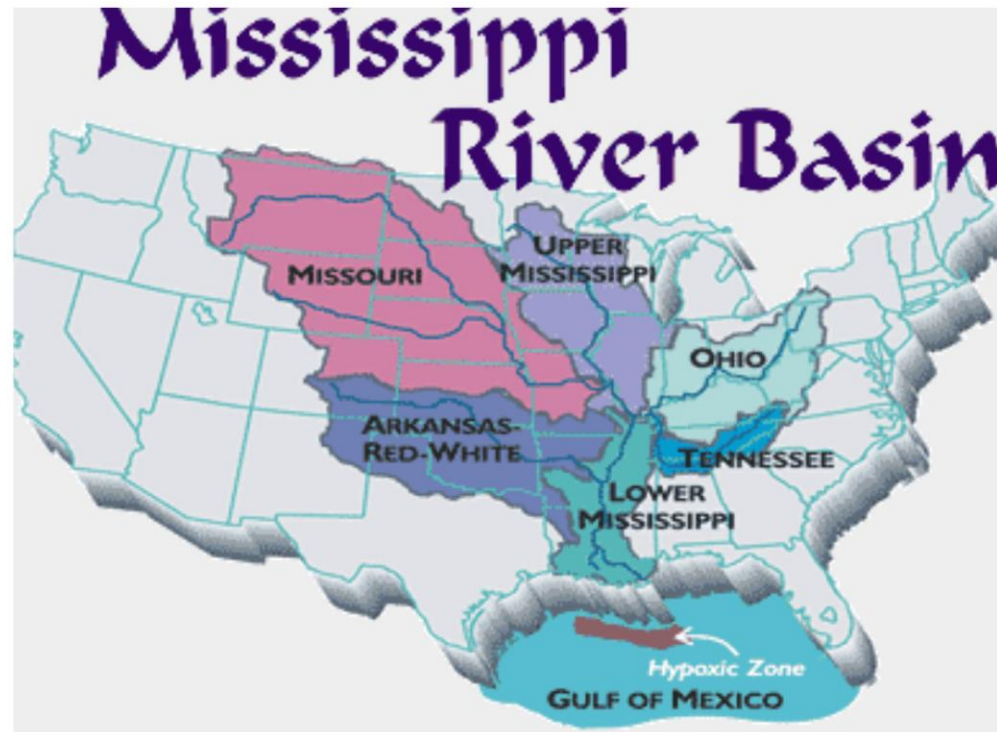 Mississippi
River Basin
UPPER
MISSISSIPPI
MISSOURI
OHIO
ARKANSAS-
RED-WHITE
TENNESSEE
LOWER
MISSISSIPPI
Hypoxic Zone
GULF OF MEXICO